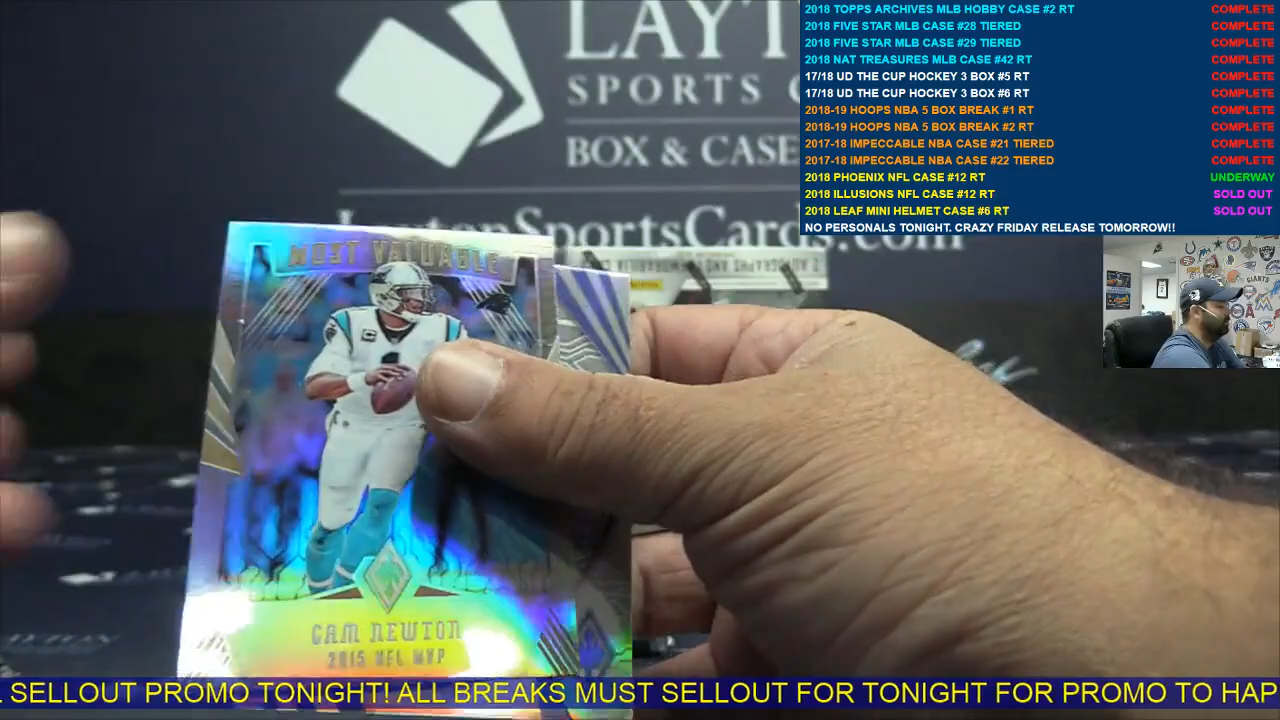 LAYT
SPORTS C
BOX & CASE
LaytonSportsCards.com
2018 TOPPS ARCHIVES MLB HOBBY CASE #2 RT COMPLETE
2018 FIVE STAR MLB CASE #28 TIERED COMPLETE
2018 FIVE STAR MLB CASE #29 TIERED COMPLETE
2018 NAT TREASURES MLB CASE #42 RT COMPLETE
17/18 UD THE CUP HOCKEY 3 BOX #5 RT COMPLETE
17/18 UD THE CUP HOCKEY 3 BOX #6 RT COMPLETE
2018-19 HOOPS NBA 5 BOX BREAK #1 RT COMPLETE
2018-19 HOOPS NBA 5 BOX BREAK #2 RT COMPLETE
2017-18 IMPECCABLE NBA CASE #21 TIERED COMPLETE
2017-18 IMPECCABLE NBA CASE #22 TIERED COMPLETE
2018 PHOENIX NFL CASE #12 RT UNDERWAY
2018 ILLUSIONS NFL CASE #12 RT SOLD OUT
2018 LEAF MINI HELMET CASE #6 RT SOLD OUT
NO PERSONALS TONIGHT. CRAZY FRIDAY RELEASE TOMORROW!!
MOST VALUABLE
CAM NEWTON
2015 NFL MVP
. SELLOUT PROMO TONIGHT! ALL BREAKS MUST SELLOUT FOR TONIGHT FOR PROMO TO HAP